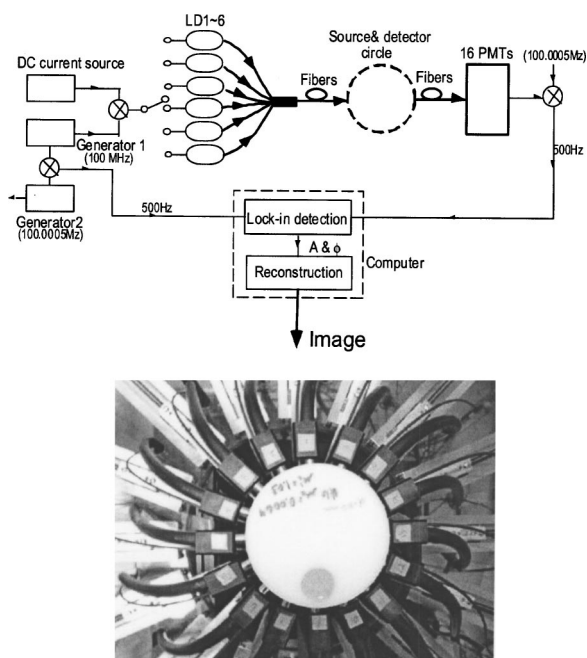 LD1~6
DC current source
Generator 1
(100 MHz)
Generator2
(100.0005Mz)
Source& detector
circle
Fibers
Fibers
16 PMTs
(100.0005Mz)
500Hz
500Hz
Lock-in detection
A & ϕ
Reconstruction
Computer
Image